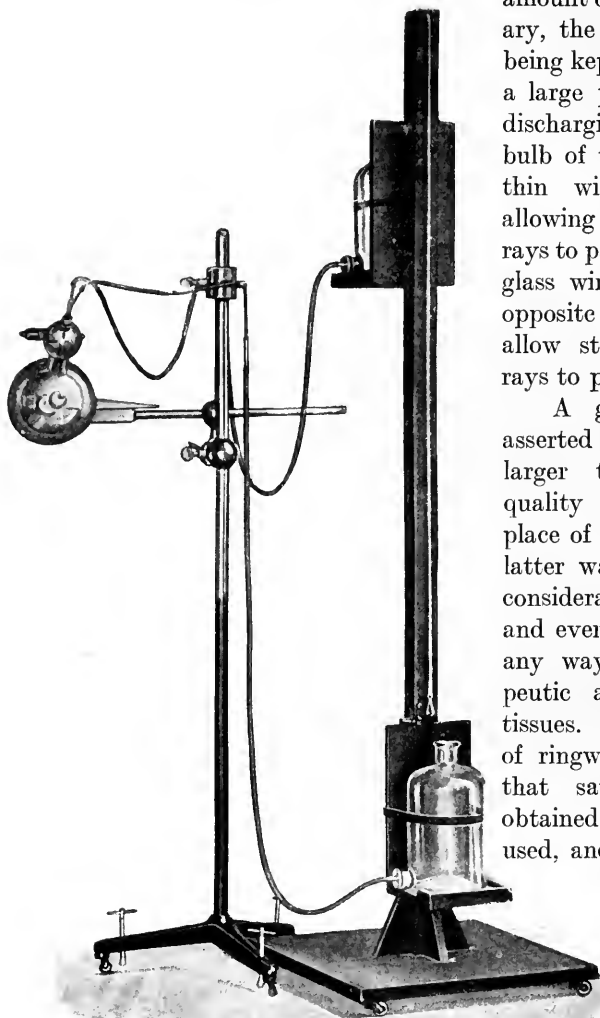 ary, the
being kep
a large
dischargi
bulb of
thin wi
allowing
rays to p
glass win
opposite
allow st
rays to p
A g
asserted
larger t
quality
place of
latter wa
considera
and ever
any way
peutic a
tissues.
of ringw
that sa
obtained
used, and